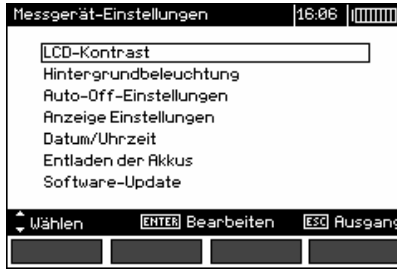 Messgerät-Einstellungen 16:06
LCD-Kontrast
Hintergrundbeleuchtung
Auto-Off-Einstellungen
Anzeige Einstellungen
Datum/Uhrzeit
Entladen der Akkus
Software-Update
Wählen ENTER Bearbeiten ESC Ausgang